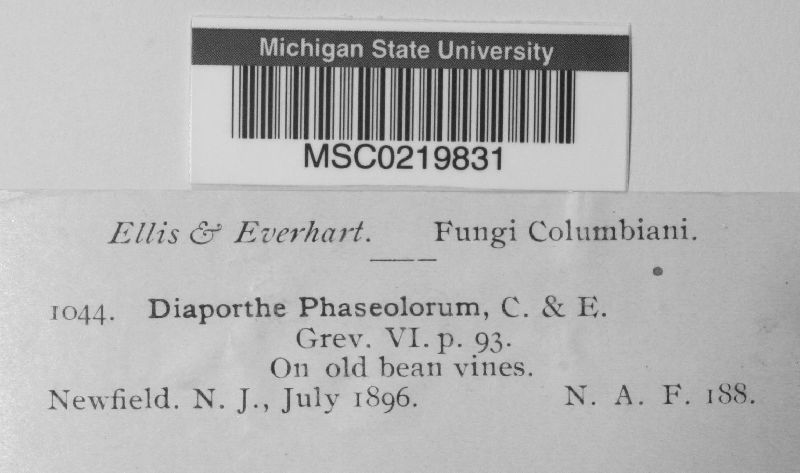 Michigan State University
MSC0219831
Ellis & Everhart. Fungi Columbiani.
1044. Diaporthe Phaseolorum, C. & E.
Grev. VI. p. 93.
On old bean vines.
Newfield. N. J., July 1896. N. A. F. 188.